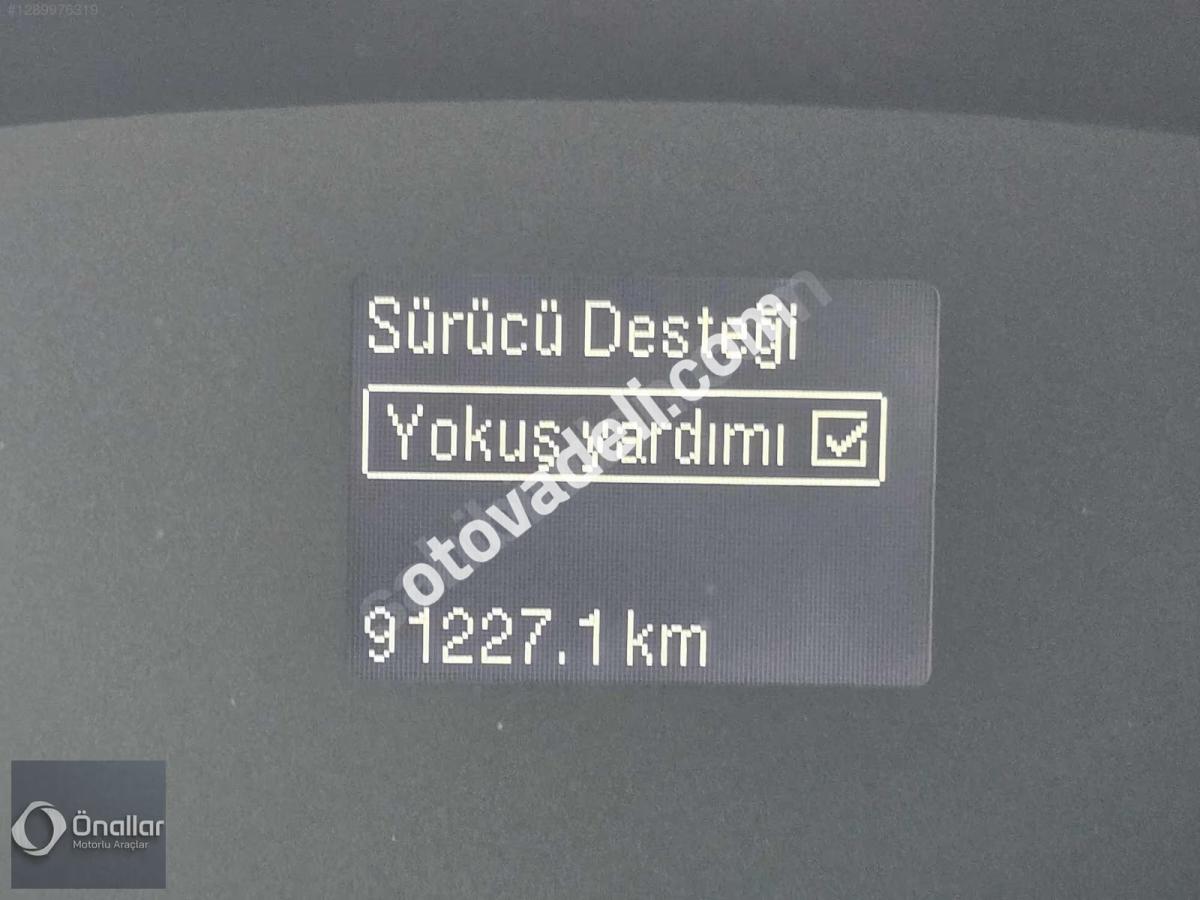 #1289976319
Sürücü Desteği
Yokuş yardımı
otovadeli.com
91227.1 km
Önallar
Motorlu Araçlar